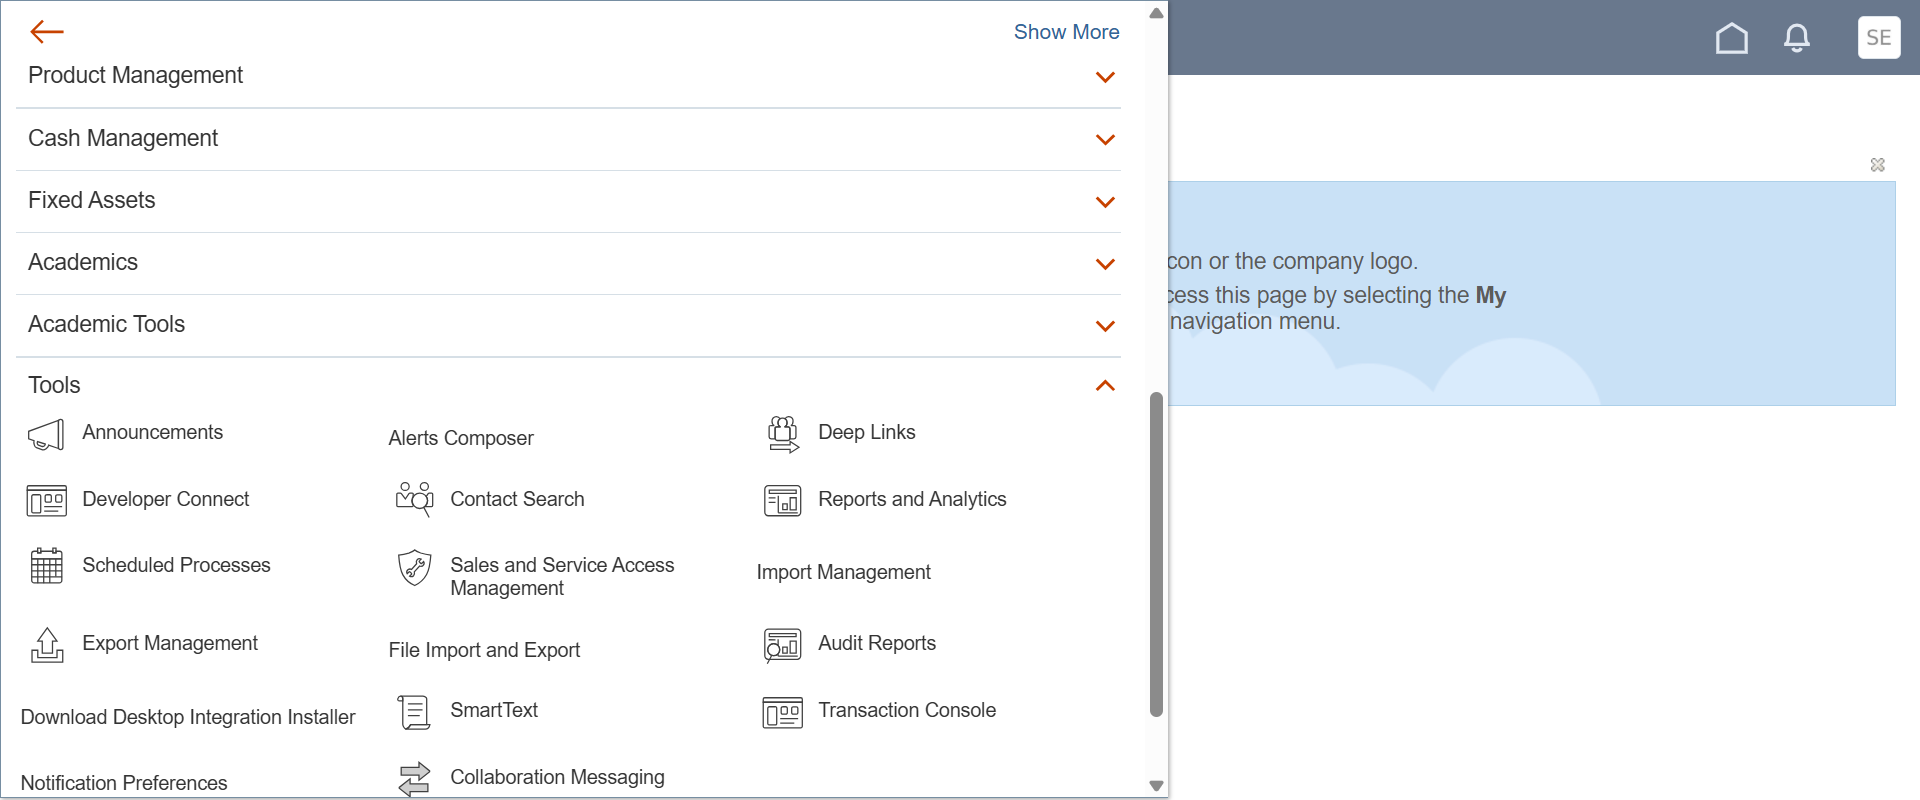 Show More
SE
Product Management
Cash Management
Fixed Assets
Academics
Academic Tools
con or the company logo.
cess this page by selecting the My
navigation menu.
Tools
Announcements
Alerts Composer
Deep Links
Developer Connect
Contact Search
Reports and Analytics
Scheduled Processes
Sales and Service Access
Management
Import Management
Export Management
File Import and Export
Audit Reports
Download Desktop Integration Installer
SmartText
Transaction Console
Notification Preferences
Collaboration Messaging